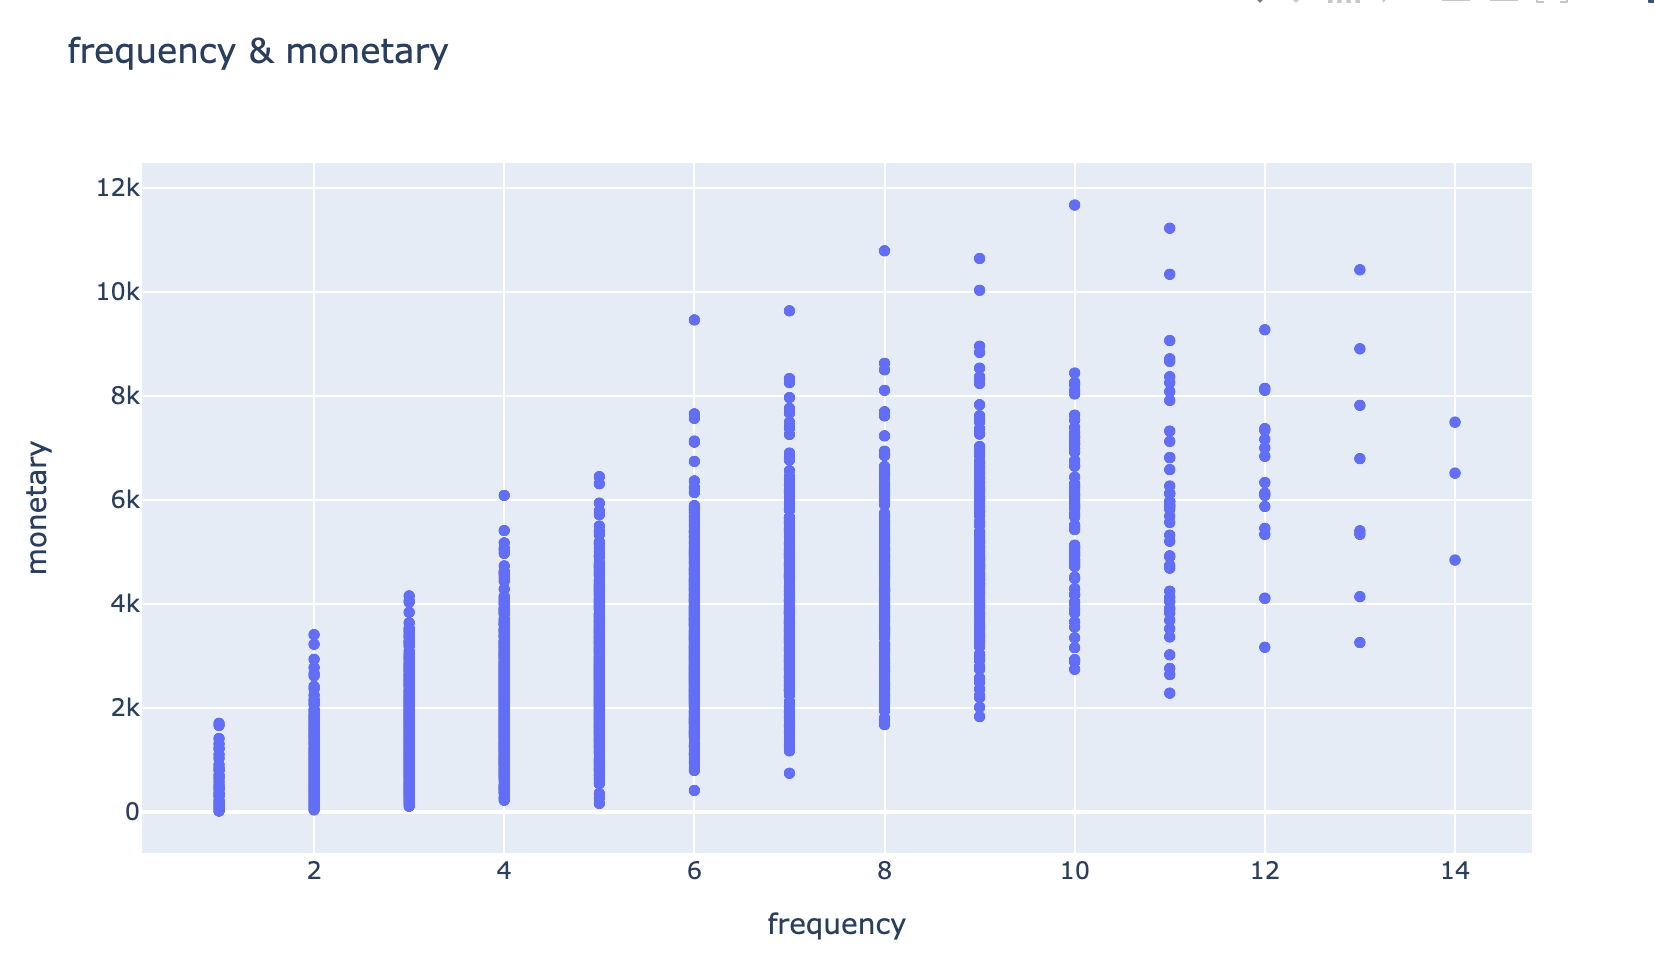 frequency & monetary
12k
10k
8k
6k
4k
2k
0
monetary
2 4 6 8 10 12 14
frequency